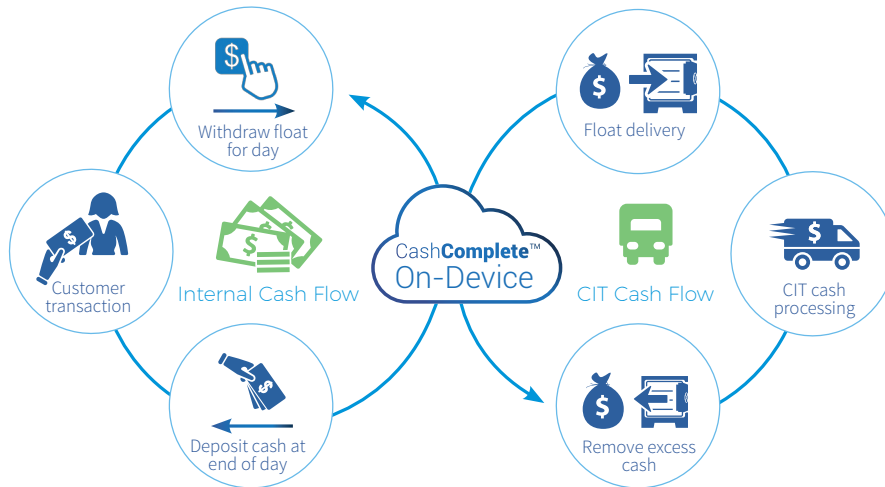 Withdraw float
for day
Float delivery
Customer
transaction
Internal Cash Flow
CashComplete™
On-Device
CIT Cash Flow
CIT cash
processing
Deposit cash at
end of day
Remove excess
cash